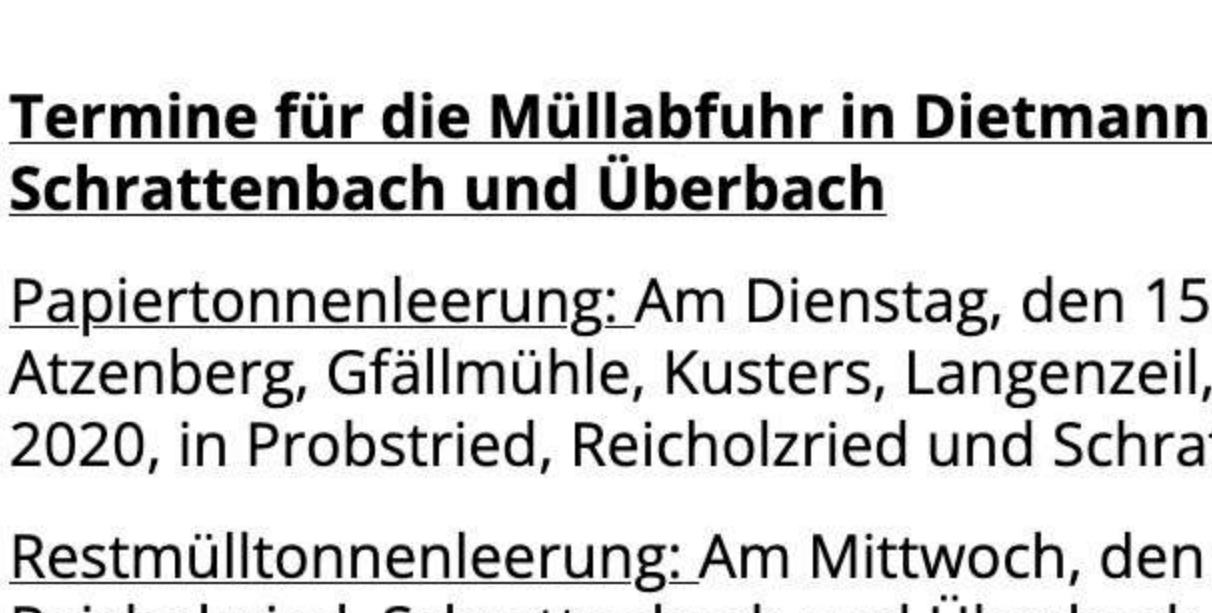 Termine für die Müllabfuhr in Dietmann
Schrattenbach und Überbach
Papiertonnenleerung: Am Dienstag, den 15
Atzenberg, Gfällmühle, Kusters, Langenzeil,
2020, in Probstried, Reicholzried und Schra
Restmülltonnenleerung: Am Mittwoch, den